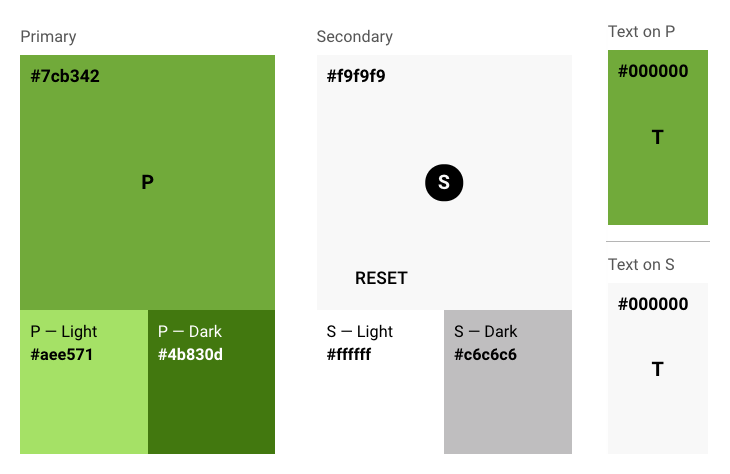 Primary
#7cb342
P
P — Light
#aee571
P — Dark
#4b830d
Secondary
#f9f9f9
S
RESET
S — Light
#ffffff
S — Dark
#c6c6c6
Text on P
#000000
T
Text on S
#000000
T